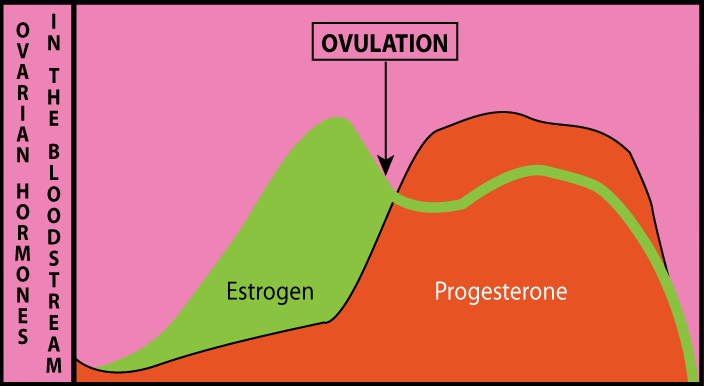 OVARIAN HORMONES
IN THE BLOODSTREAM
OVULATION
Estrogen
Progesterone